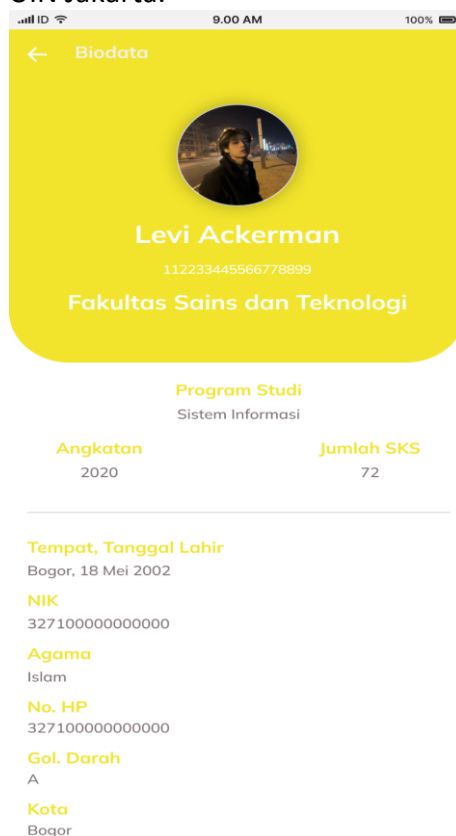 UIN Jakarta.
ID 9.00 AM 100%
Biodata
Levi Ackerman
112233445566778899
Fakultas Sains dan Teknologi
Program Studi
Sistem Informasi
Angkatan Jumlah SKS
2020 72
Tempat, Tanggal Lahir
Bogor, 18 Mei 2002
NIK
327100000000000
Agama
Islam
No. HP
327100000000000
Gol. Darah
A
Kota
Bogor